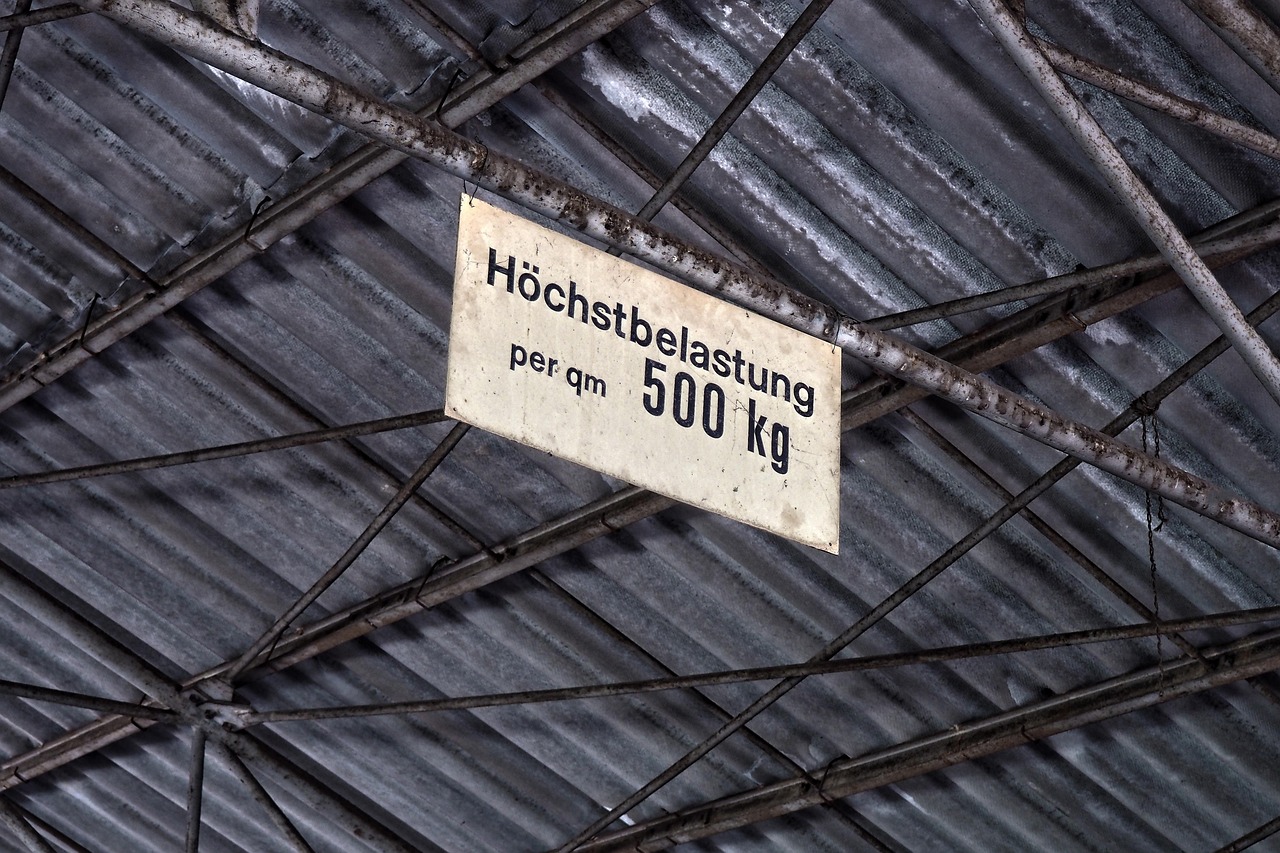 Höchstbelastung
per qm 500 kg